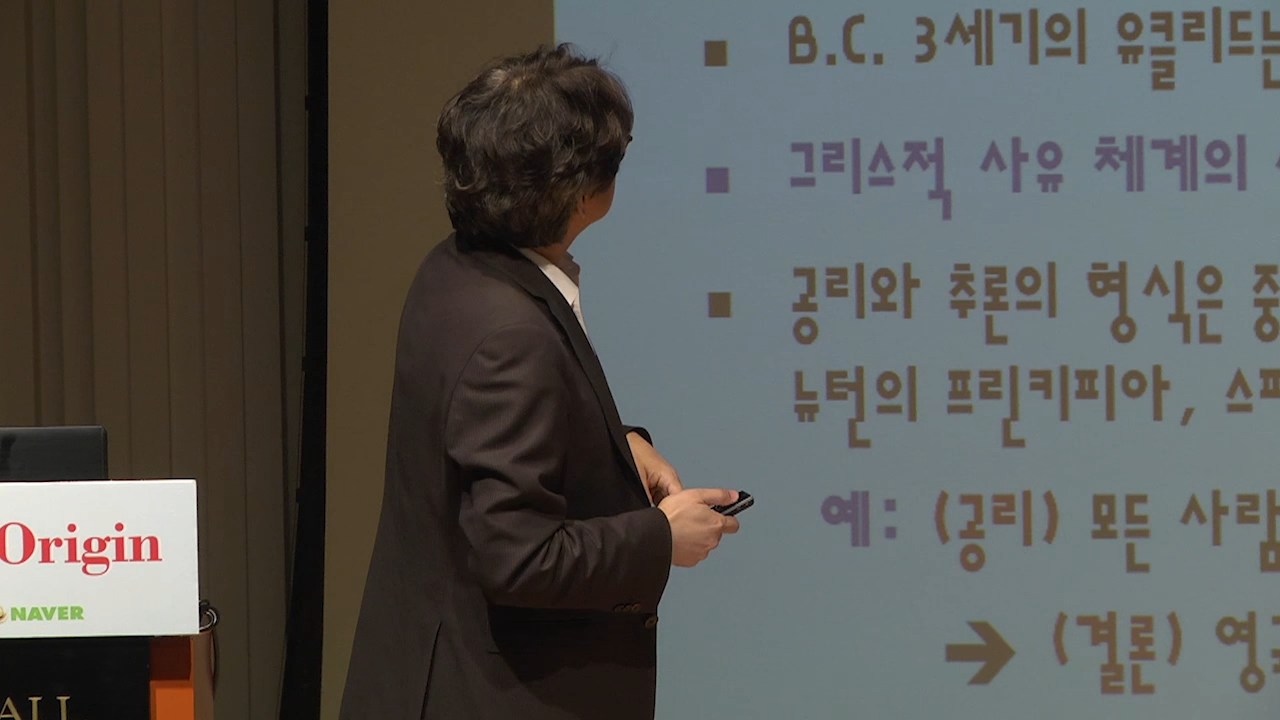 B.C. 3세기의 유클리드는
그리스적 사유 체계의
공리와 추론의 형식은
뉴턴의 프린키피아,
예: (공리) 모든 사람
→ (결론)
Origin
NAVER